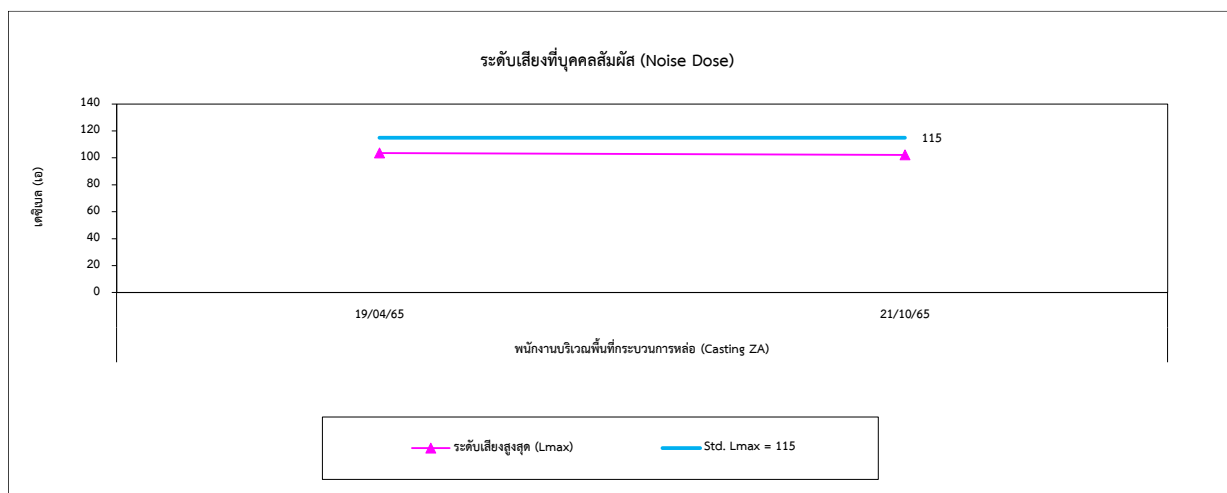 ระดับเสียงที่บุคคลสัมผัส (Noise Dose)
เดซิเบล (เอ)
140
120
100
80
60
40
20
0
115
19/04/65 21/10/65
พนักงานบริเวณพื้นที่กระบวนการหล่อ (Casting ZA)
ระดับเสียงสูงสุด (Lmax) Std. Lmax = 115